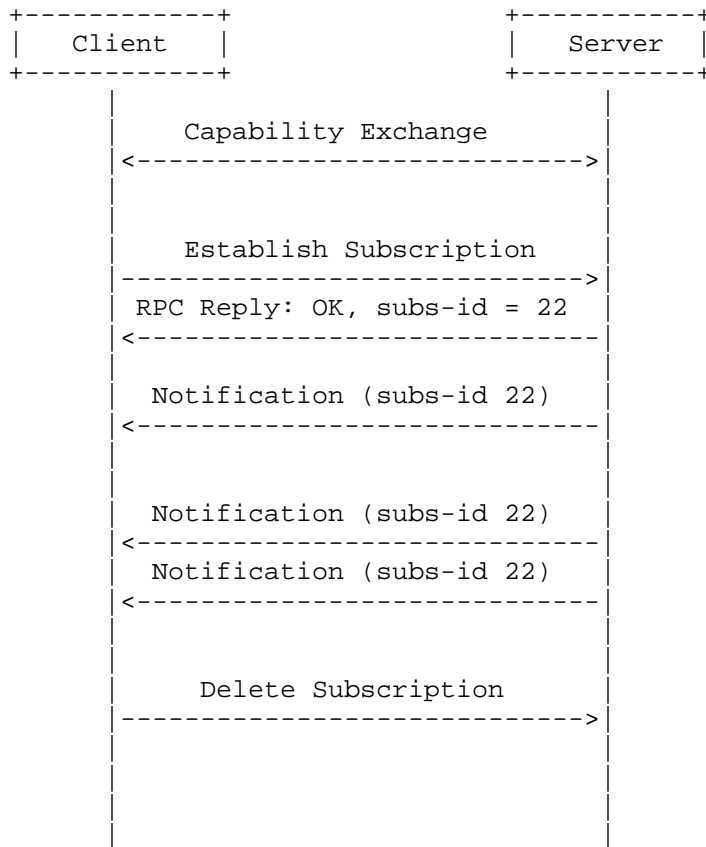 Client Server
Capability Exchange
Establish Subscription
RPC Reply: OK, subs-id = 22
Notification (subs-id 22)
Notification (subs-id 22)
Notification (subs-id 22)
Delete Subscription